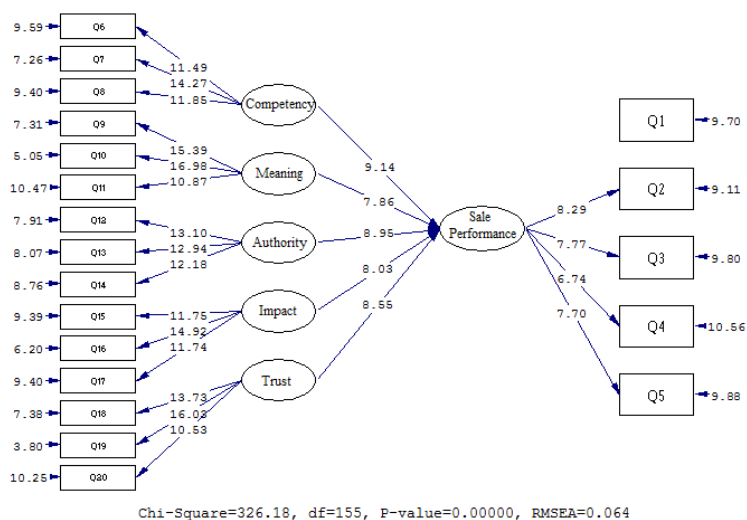 9.59 Q6
7.26 Q7
9.40 Q8
7.31 Q9
5.05 Q10
10.47 Q11
7.91 Q12
8.07 Q13
8.76 Q14
9.39 Q15
6.20 Q16
9.40 Q17
7.38 Q18
3.80 Q19
10.25 Q20
11.49
14.27
11.85
15.39
16.98
10.87
13.10
12.94
12.18
11.75
14.92
11.74
13.73
16.03
10.53
Competency
Meaning
Authority
Impact
Trust
9.14
7.86
8.95
8.03
8.55
Sale
Performance
8.29
7.77
6.74
7.70
Q1 9.70
Q2 9.11
Q3 9.80
Q4 10.56
Q5 9.88
Chi-Square=326.18, df=155, P-value=0.00000, RMSEA=0.064